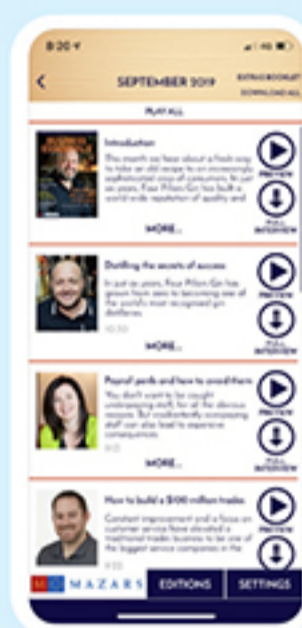 8:20
4G
SEPTEMBER 2019
EXTRAS BOOKLET
DOWNLOAD ALL
PLAY ALL
Introduction
This month we hear about a fresh way
to take an old recipe to an increasingly
sophisticated crop of consumers. In just
six years, Four Pillars Gin has built a
world-wide reputation of quality and
MORE...
PREVIEW
FULL
INTERVIEW
Distilling the secrets of success
In just six years, Four Pillars Gin has
grown from zero to becoming one of
the world's most recognised gin
distilleries.
10:30
MORE...
PREVIEW
FULL
INTERVIEW
Payroll perils and how to avoid them
You don't want to be caught
underpaying staff, for all the obvious
reasons. But inadvertently overpaying
staff can also lead to expensive
consequences.
MORE...
PREVIEW
FULL
INTERVIEW
How to build a $100 million tradie
Constant improvement and a focus on
customer service have elevated a
traditional trades business to be one of
the biggest service companies in the
PREVIEW
MAZARS
EDITIONS
SETTINGS